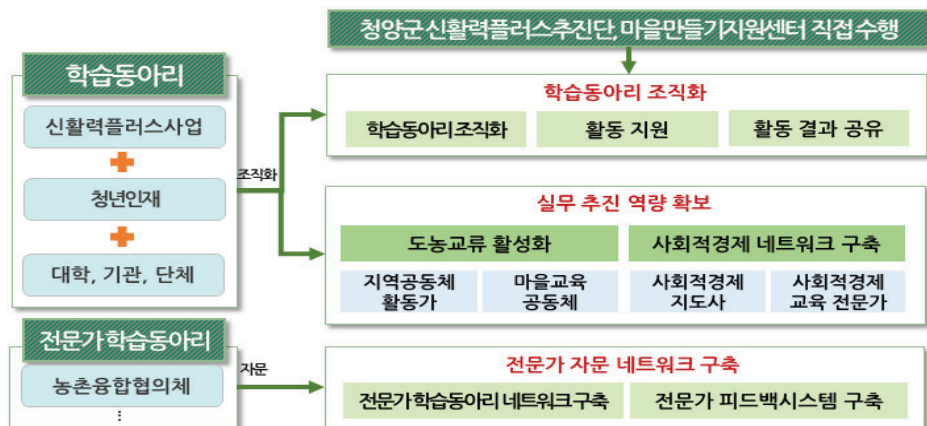 청양군 신활력플러스추진단, 마을만들기지원센터 직접 수행
학습동아리
신활력플러스사업
청년인재
대학, 기관, 단체
조직화
학습동아리 조직화
학습동아리 조직화
활동 지원
활동 결과 공유
실무 추진 역량 확보
도농교류 활성화
사회적경제 네트워크 구축
지역공동체
활동가
마을교육
공동체
사회적경제
지도사
사회적경제
교육 전문가
전문가 학습동아리
농촌융합협의체
⋮
자문
전문가 자문 네트워크 구축
전문가 학습동아리 네트워크 구축
전문가 피드백시스템 구축